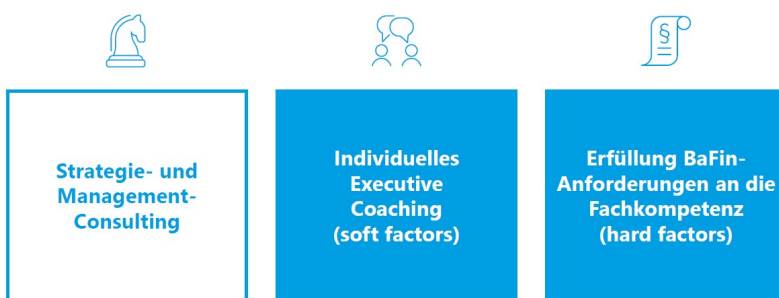 §
Strategie- und
Management-
Consulting
Individuelles
Executive
Coaching
(soft factors)
Erfüllung BaFin-
Anforderungen an die
Fachkompetenz
(hard factors)